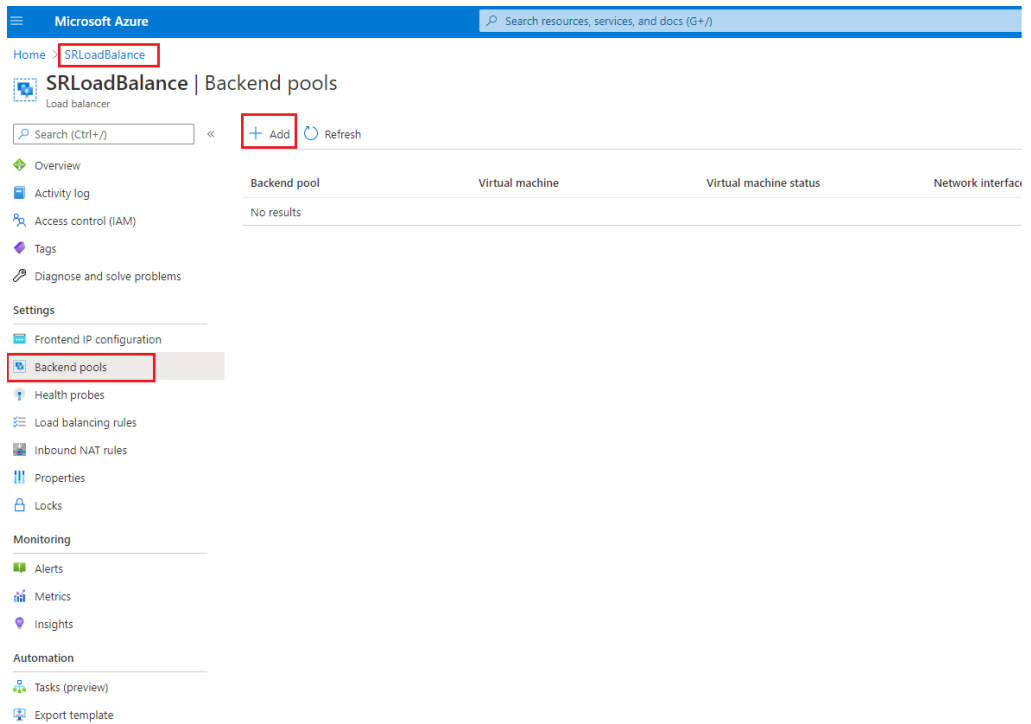 Microsoft Azure
Search resources, services, and docs (G+/)
Home > SRLoadBalance
SRLoadBalance | Backend pools
Load balancer
Search (Ctrl+/)
«
+ Add
Refresh
Backend pool Virtual machine Virtual machine status Network interface
No results
Overview
Activity log
Access control (IAM)
Tags
Diagnose and solve problems
Settings
Frontend IP configuration
Backend pools
Health probes
Load balancing rules
Inbound NAT rules
Properties
Locks
Monitoring
Alerts
Metrics
Insights
Automation
Tasks (preview)
Export template